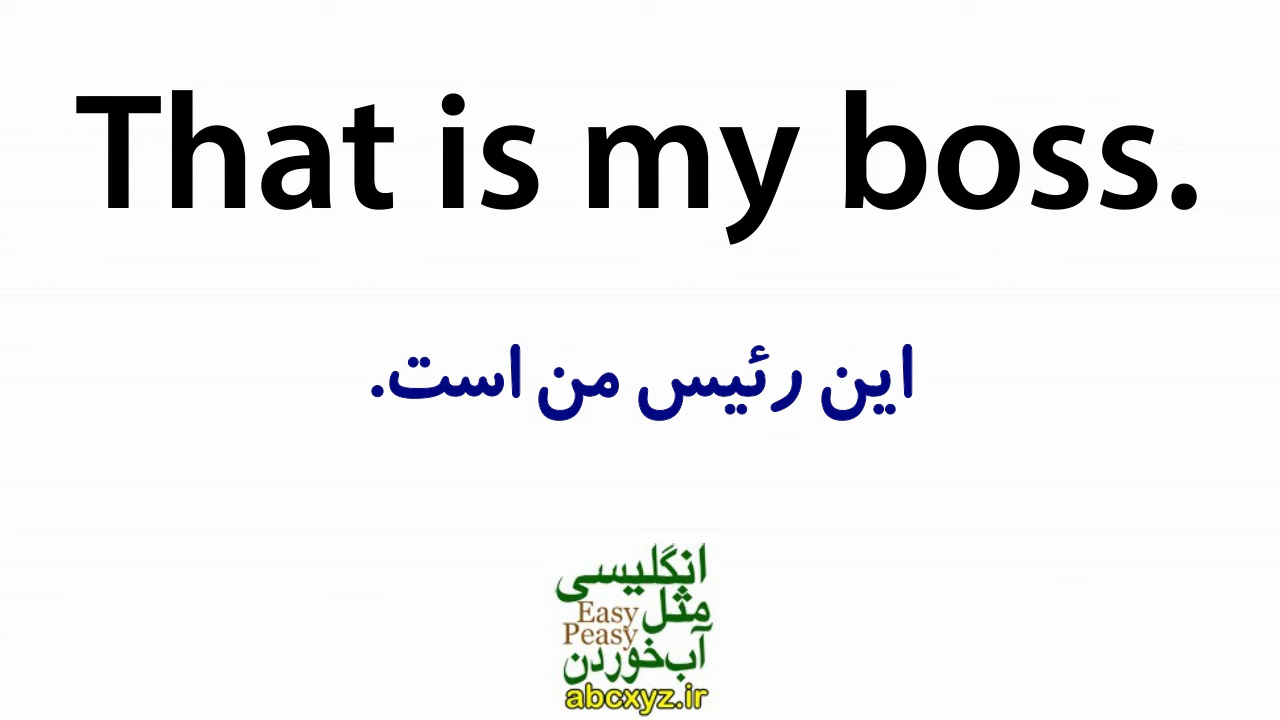 That is my boss.
این رئیس من است.
انگلیسی
مثل Easy
Peasy
آب‌خوردن
abcxyz.ir